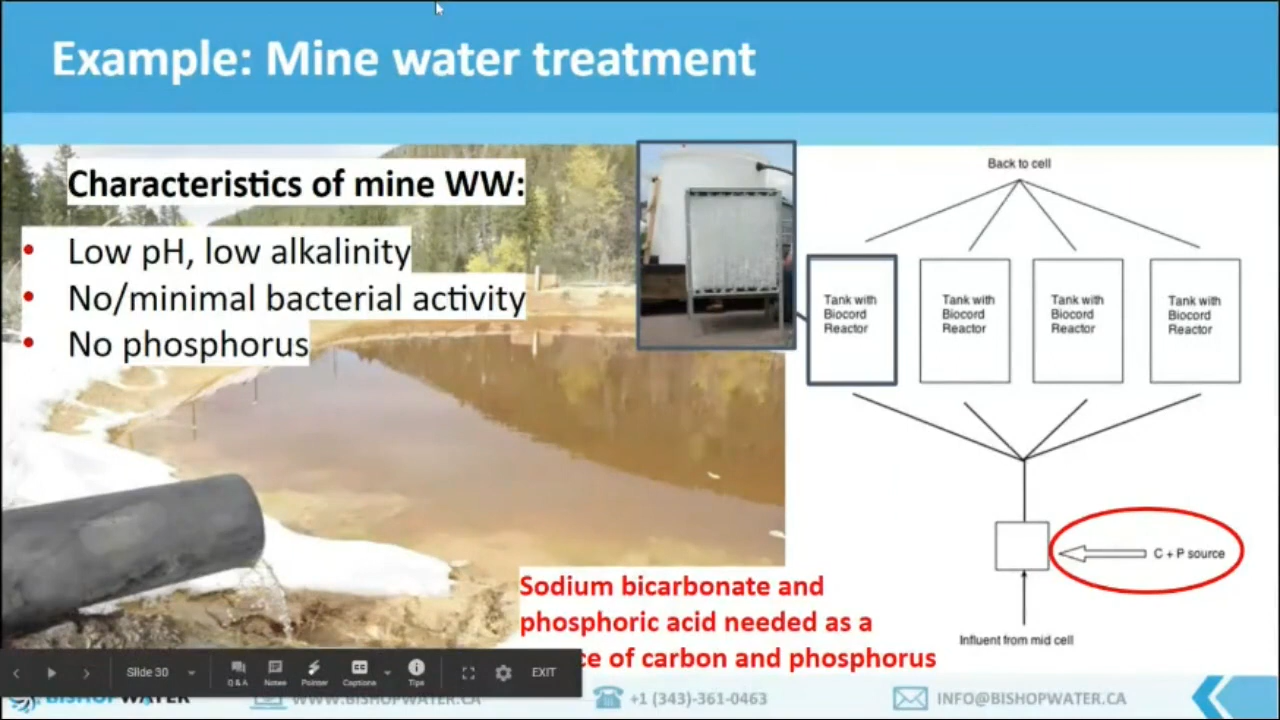 Example: Mine water treatment
Characteristics of mine WW:
• Low pH, low alkalinity
• No/minimal bacterial activity
• No phosphorus
Back to cell
Tank with
Biocord
Reactor
Tank with
Biocord
Reactor
Tank with
Biocord
Reactor
Tank with
Biocord
Reactor
C + P source
Influent from mid cell
Sodium bicarbonate and
phosphoric acid needed as a
ce of carbon and phosphorus
Slide 30
Q & A
Notes
Pointer
Captions
Tips
EXIT
BISHOP WATER
WWW.BISHOPWATER.CA
+1 (343)-361-0463
INFO@BISHOPWATER.CA